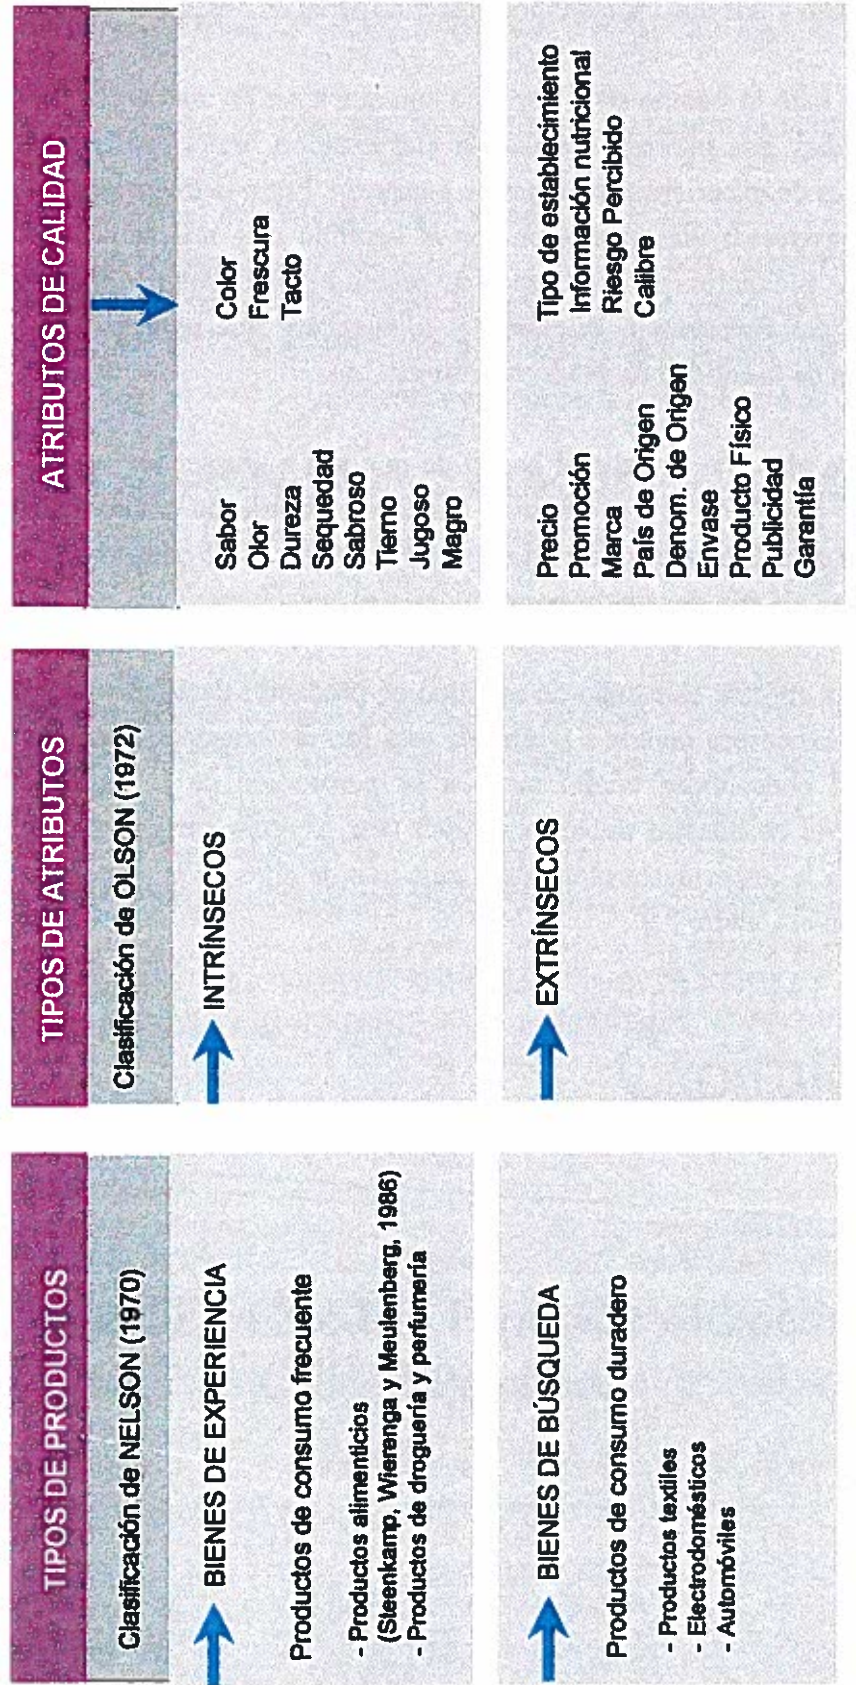 TIPOS DE PRODUCTOS
Clasificación de NELSON (1970)
BIENES DE EXPERIENCIA
Productos de consumo frecuente
- Productos alimenticios
(Steenkamp, Wierenga y Meulenberg, 1986)
- Productos de droguería y perfumería
BIENES DE BÚSQUEDA
Productos de consumo duradero
- Productos textiles
- Electrodomésticos
- Automóviles
TIPOS DE ATRIBUTOS
Clasificación de OLSON (1972)
INTRÍNSECOS
EXTRÍNSECOS
ATRIBUTOS DE CALIDAD
Sabor
Olor
Dureza
Sequedad
Sabroso
Tierno
Jugoso
Magro
Color
Frescura
Tacto
Precio
Promoción
Marca
País de Origen
Denom. de Origen
Envase
Producto Físico
Publicidad
Garantía
Tipo de establecimiento
Información nutricional
Riesgo Percibido
Calibre